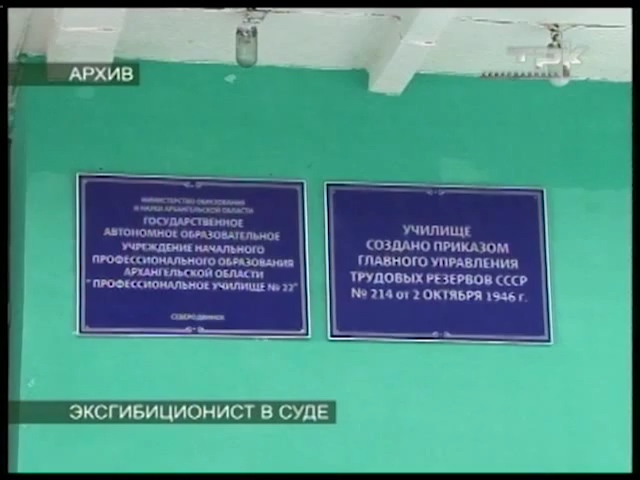 АРХИВ
ТРК
МИНИСТЕРСТВО ОБРАЗОВАНИЯ
И НАУКИ АРХАНГЕЛЬСКОЙ ОБЛАСТИ
ГОСУДАРСТВЕННОЕ
АВТОНОМНОЕ ОБРАЗОВАТЕЛЬНОЕ
УЧРЕЖДЕНИЕ НАЧАЛЬНОГО
ПРОФЕССИОНАЛЬНОГО ОБРАЗОВАНИЯ
АРХАНГЕЛЬСКОЙ ОБЛАСТИ
" ПРОФЕССИОНАЛЬНОЕ УЧИЛИЩЕ № 22"
СЕВЕРОДВИНСК
УЧИЛИЩЕ
СОЗДАНО ПРИКАЗОМ
ГЛАВНОГО УПРАВЛЕНИЯ
ТРУДОВЫХ РЕЗЕРВОВ СССР
№ 214 от 2 ОКТЯБРЯ 1946 г.
ЭКСГИБИЦИОНИСТ В СУДЕ